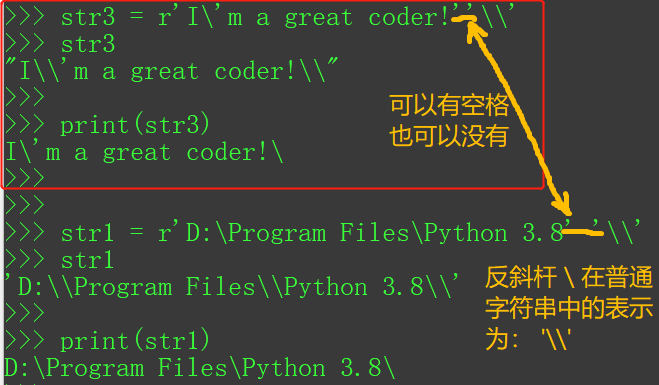 >>> str3 = r'I\'m a great coder!''\\'
>>> str3
"I\\'m a great coder!\\"
>>>
>>> print(str3)
I\'m a great coder!\
>>>
可以有空格
也可以没有
>>>
>>> str1 = r'D:\Program Files\Python 3.8' '\\'
>>> str1
'D:\\Program Files\\Python 3.8\\'
>>>
>>> print(str1)
D:\Program Files\Python 3.8\
反斜杆 \ 在普通
字符串中的表示
为： '\\'